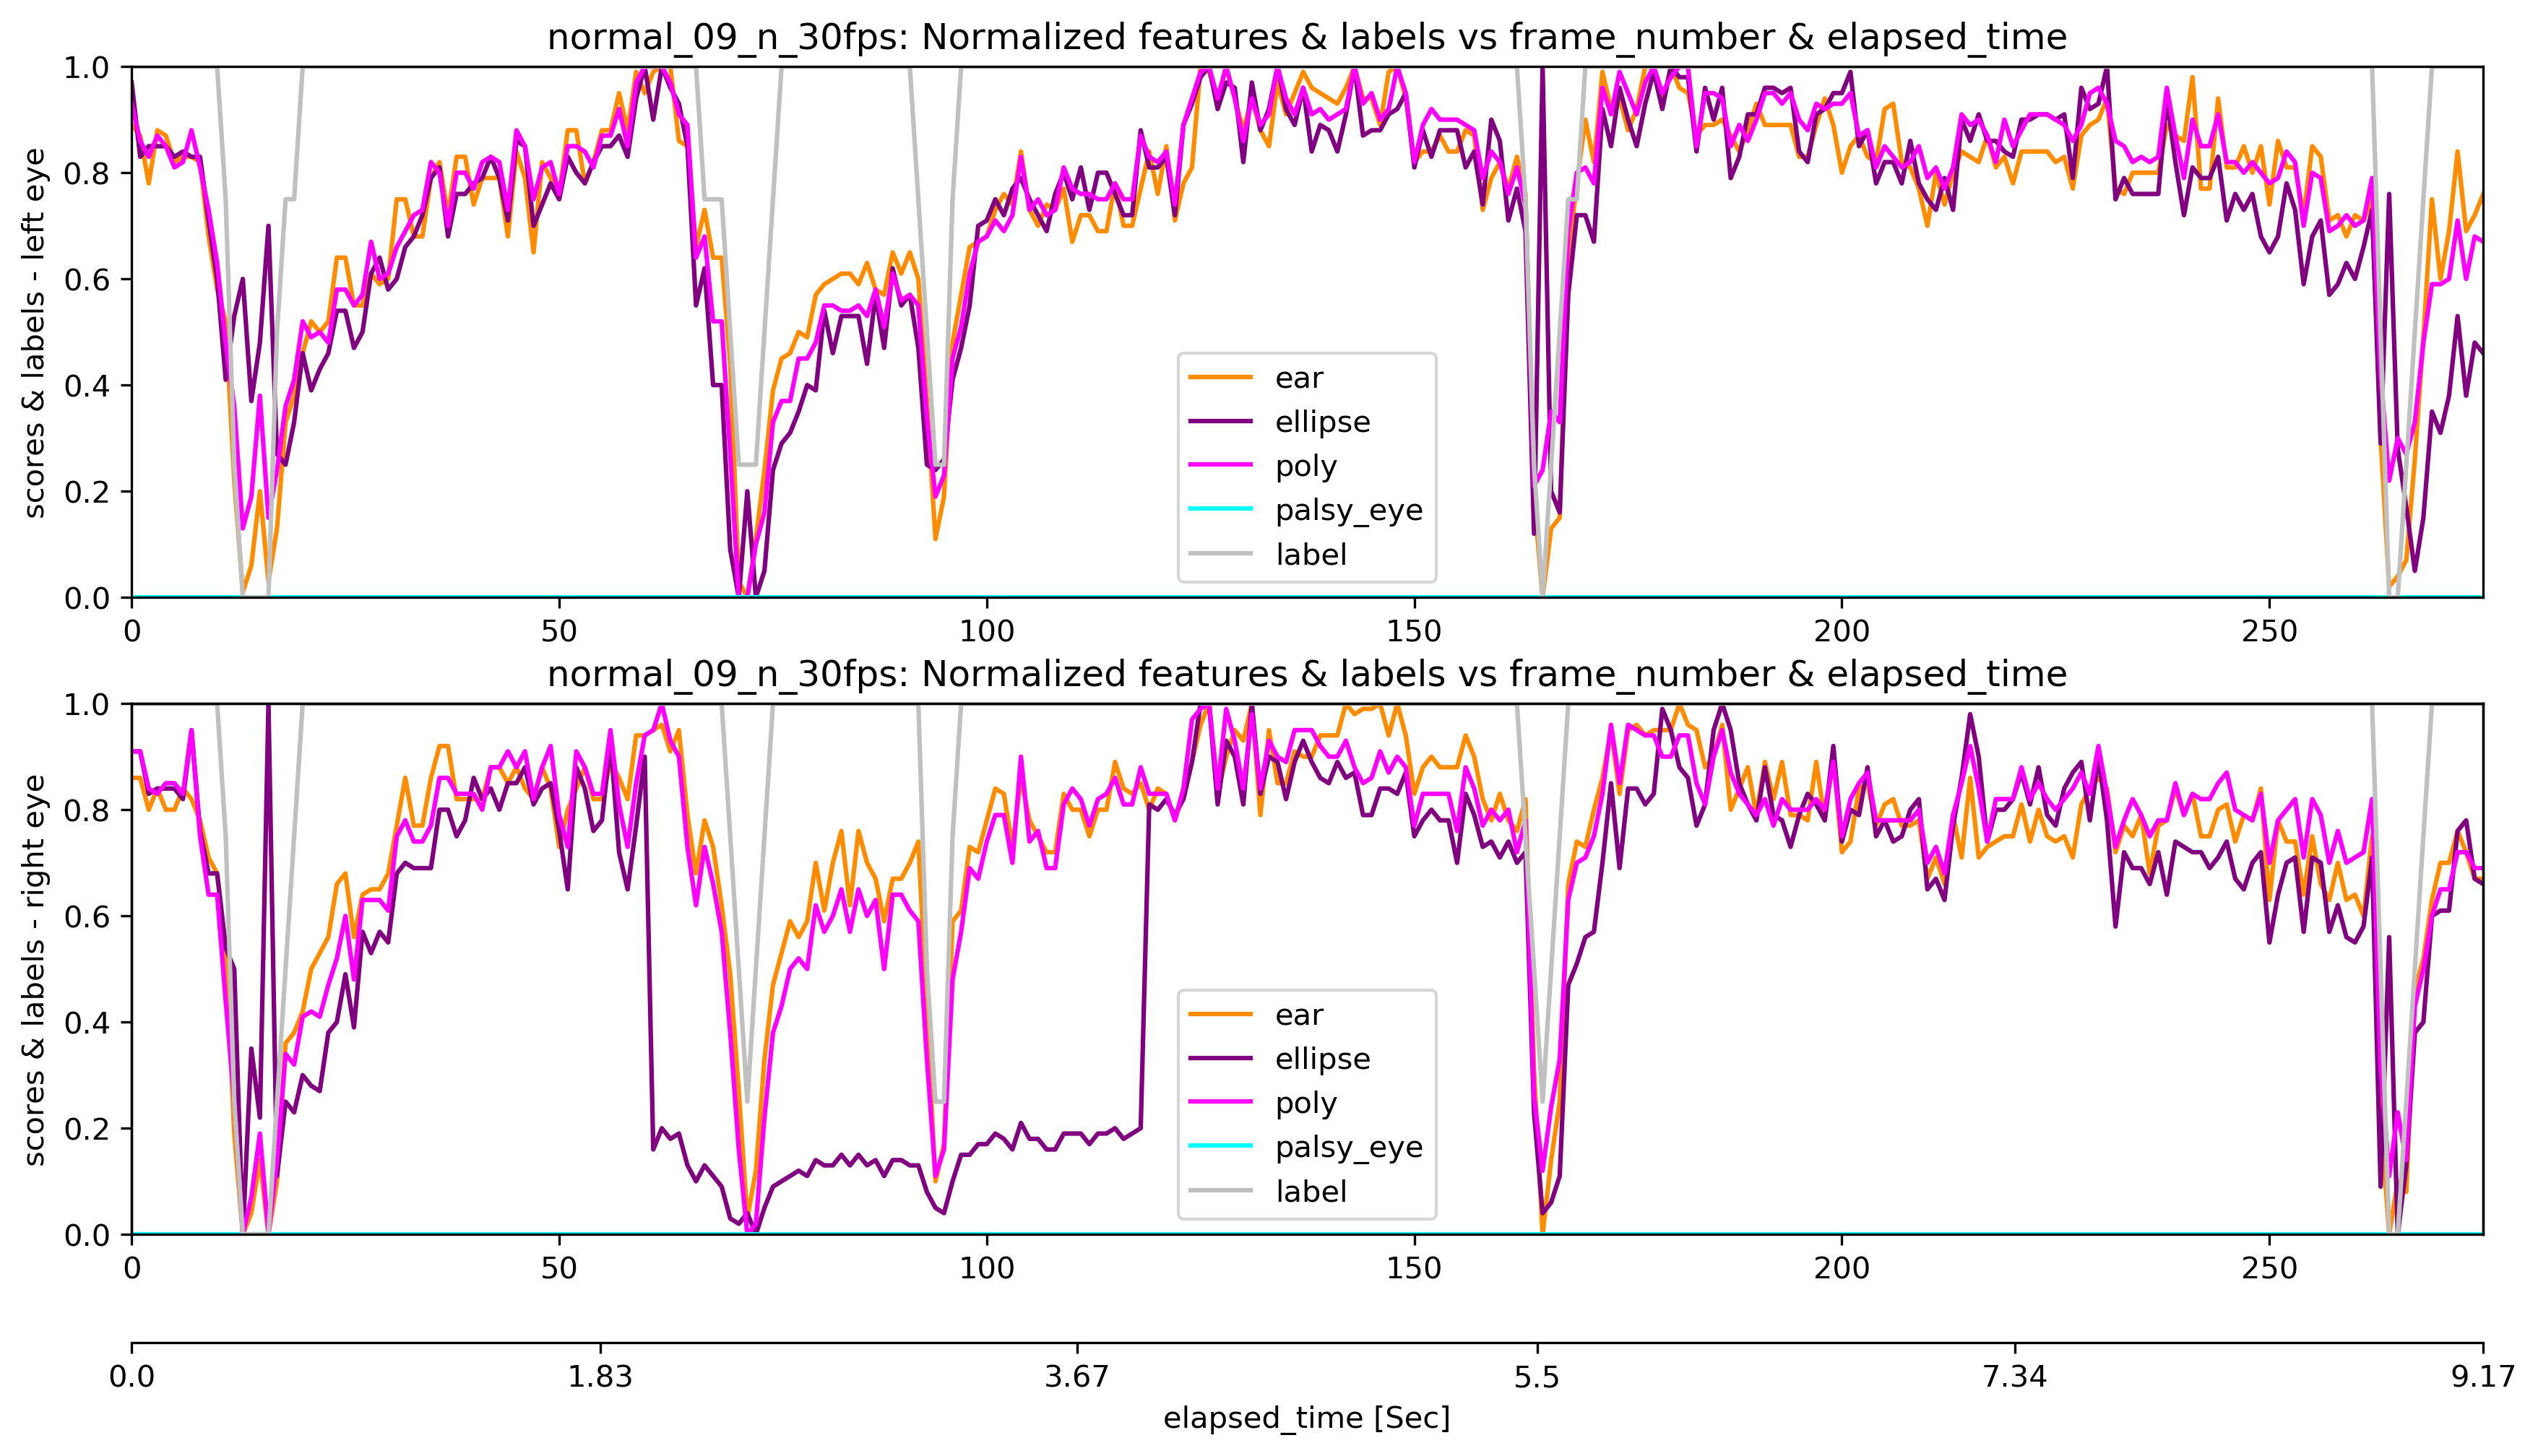 normal_09_n_30fps: Normalized features & labels vs frame_number & elapsed_time
scores & labels - left eye
1.0
0.8
0.6
0.4
0.2
0.0
ear
ellipse
poly
palsy_eye
label
0 50 100 150 200 250
normal_09_n_30fps: Normalized features & labels vs frame_number & elapsed_time
scores & labels - right eye
1.0
0.8
0.6
0.4
0.2
0.0
ear
ellipse
poly
palsy_eye
label
0 50 100 150 200 250
0.0 1.83 3.67 5.5 7.34 9.17
elapsed_time [Sec]